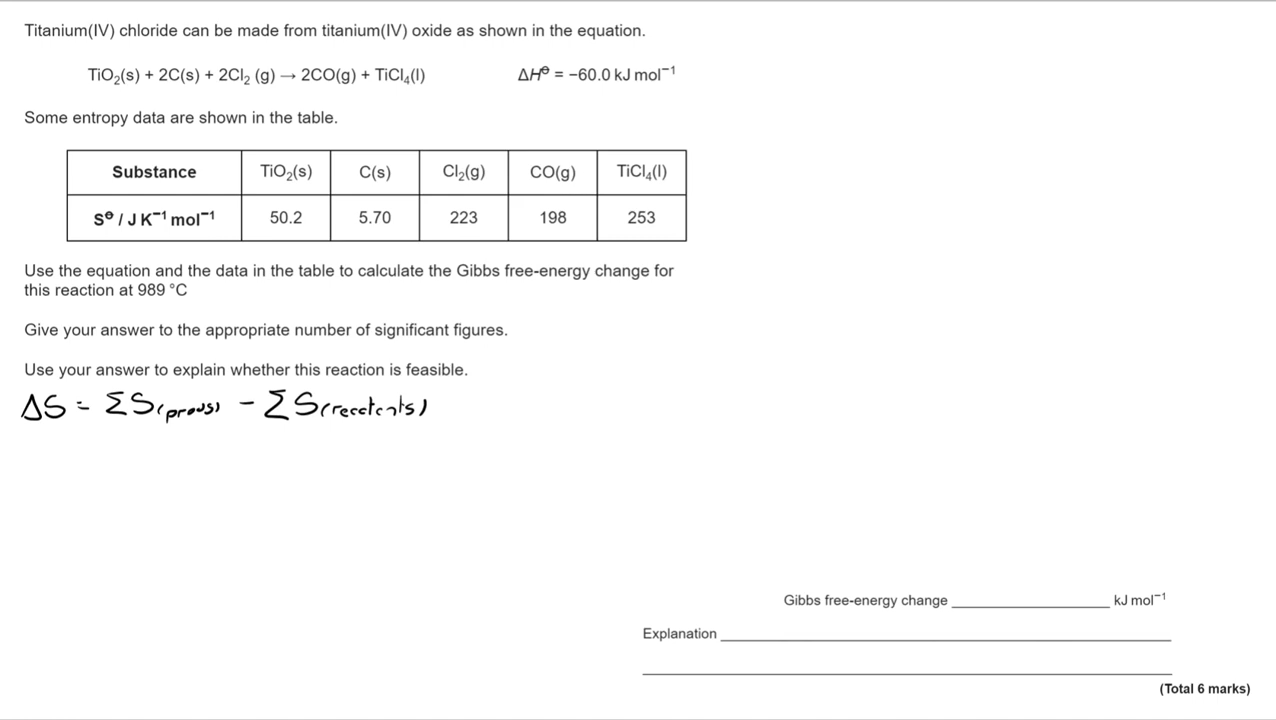 Titanium(IV) chloride can be made from titanium(IV) oxide as shown in the equation.
TiO₂(s) + 2C(s) + 2Cl₂ (g) → 2CO(g) + TiCl₄(l) ΔH⦵ = −60.0 kJ mol⁻¹
Some entropy data are shown in the table.
Substance TiO₂(s) C(s) Cl₂(g) CO(g) TiCl₄(l)
S⦵ / J K⁻¹ mol⁻¹ 50.2 5.70 223 198 253
Use the equation and the data in the table to calculate the Gibbs free-energy change for
this reaction at 989 °C
Give your answer to the appropriate number of significant figures.
Use your answer to explain whether this reaction is feasible.
ΔS = ΣS(prods) − ΣS(reactants)
Gibbs free-energy change ____________________ kJ mol⁻¹
Explanation ____________________
(Total 6 marks)